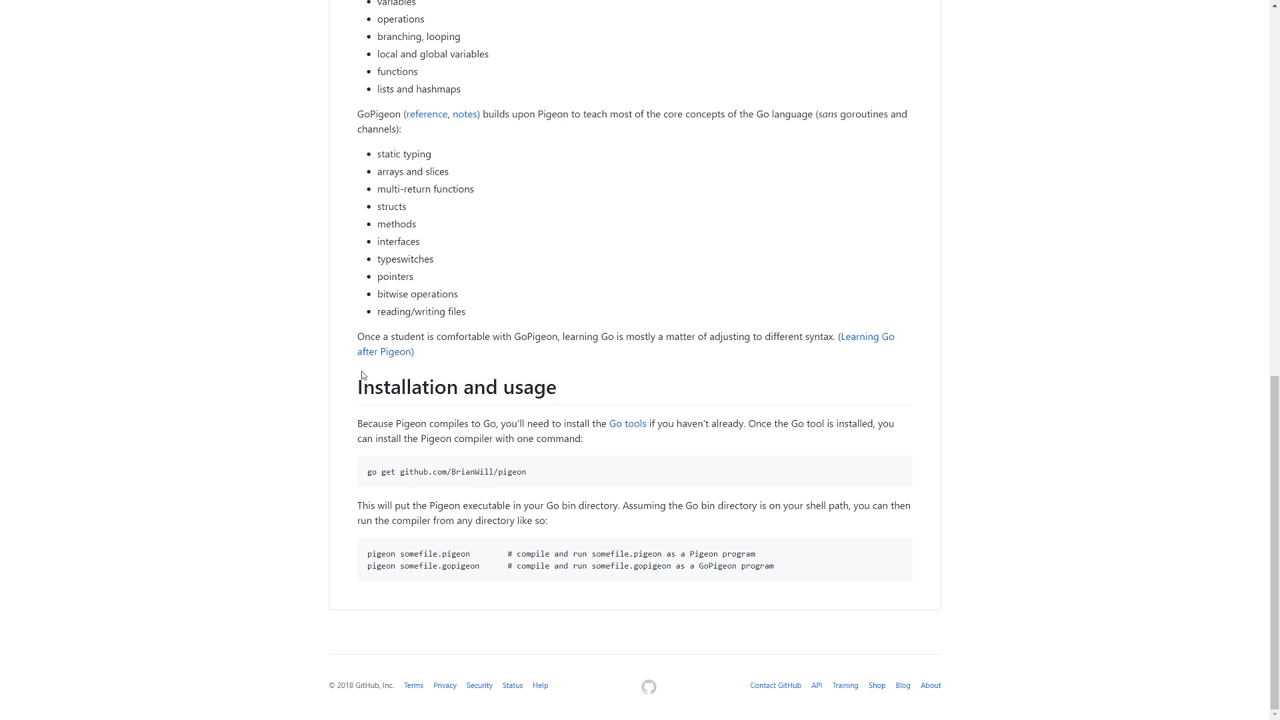 variables
operations
branching, looping
local and global variables
functions
lists and hashmaps
GoPigeon (reference, notes) builds upon Pigeon to teach most of the core concepts of the Go language (sans goroutines and
channels):
static typing
arrays and slices
multi-return functions
structs
methods
interfaces
typeswitches
pointers
bitwise operations
reading/writing files
Once a student is comfortable with GoPigeon, learning Go is mostly a matter of adjusting to different syntax. (Learning Go
after Pigeon)
Installation and usage
Because Pigeon compiles to Go, you'll need to install the Go tools if you haven't already. Once the Go tool is installed, you
can install the Pigeon compiler with one command:
go get github.com/BrianWill/pigeon
This will put the Pigeon executable in your Go bin directory. Assuming the Go bin directory is on your shell path, you can then
run the compiler from any directory like so:
pigeon somefile.pigeon # compile and run somefile.pigeon as a Pigeon program
pigeon somefile.gopigeon # compile and run somefile.gopigeon as a GoPigeon program
© 2018 GitHub, Inc. Terms Privacy Security Status Help Contact GitHub API Training Shop Blog About